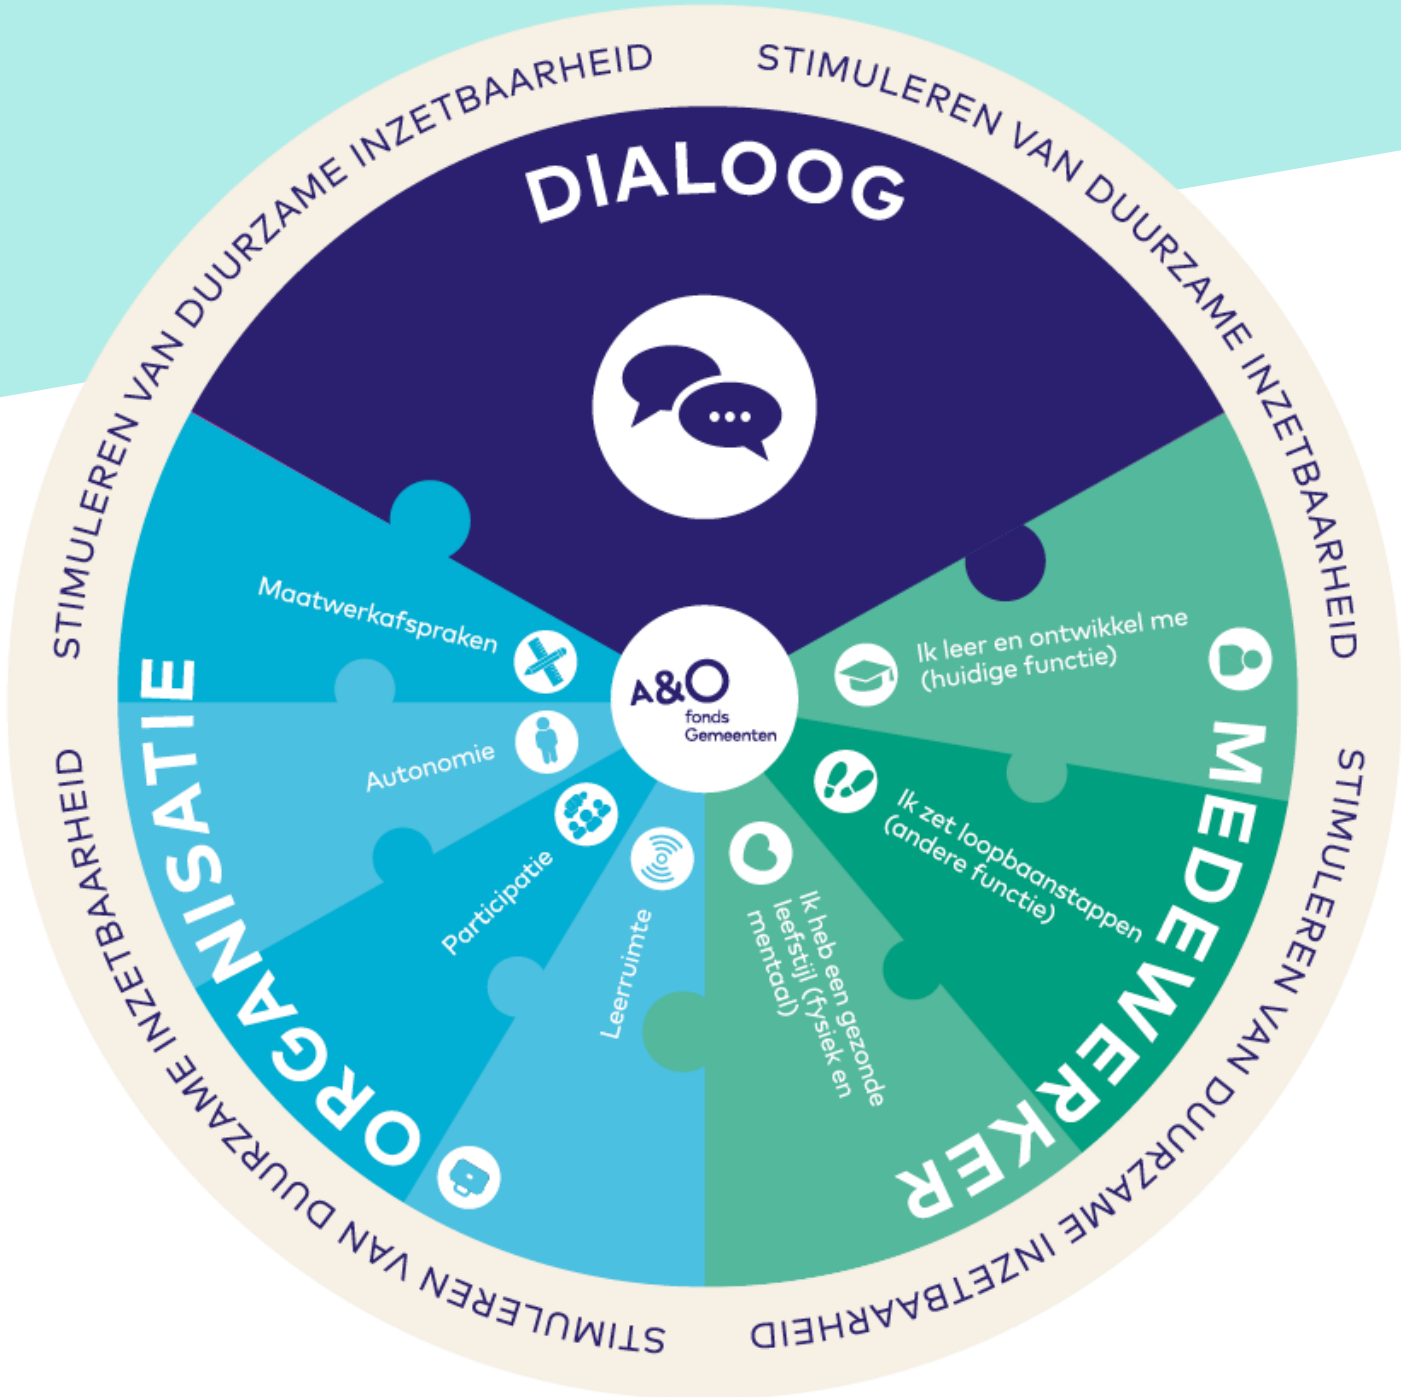 STIMULEREN VAN DUURZAME INZETBAARHEID
STIMULEREN VAN DUURZAME INZETBAARHEID
STIMULEREN VAN DUURZAME INZETBAARHEID
STIMULEREN VAN DUURZAME INZETBAARHEID
DIALOOG
MEDEWERKER
Ik leer en ontwikkel me
(huidige functie)
Ik zet loopbaanstappen
(andere functie)
Ik heb een gezonde
leefstijl (fysiek en
mentaal)
ORGANISATIE
Leerruimte
Participatie
Autonomie
Maatwerkafspraken
A&O
fonds
Gemeenten